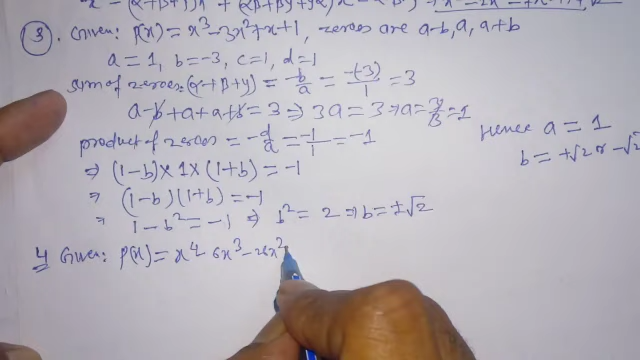 (3). Given: P(x) = x³ - 3x² + x + 1, zeroes are a-b, a, a+b
a = 1, b = -3, c = 1, d = 1
sum of zeroes: (α+β+γ) = -b/a = -(-3)/1 = 3
a - b + a + a + b = 3 ⇒ 3a = 3 ⇒ a = 3/3 = 1
product of zeroes = -d/a = -1/1 = -1
⇒ (1-b) × 1 × (1+b) = -1
⇒ (1-b)(1+b) = -1
⇒ 1 - b² = -1 ⇒ b² = 2 ⇒ b = ±√2
Hence a = 1
b = +√2 or -√2
4 Given: P(x) = x⁴ - 6x³ - 26x²